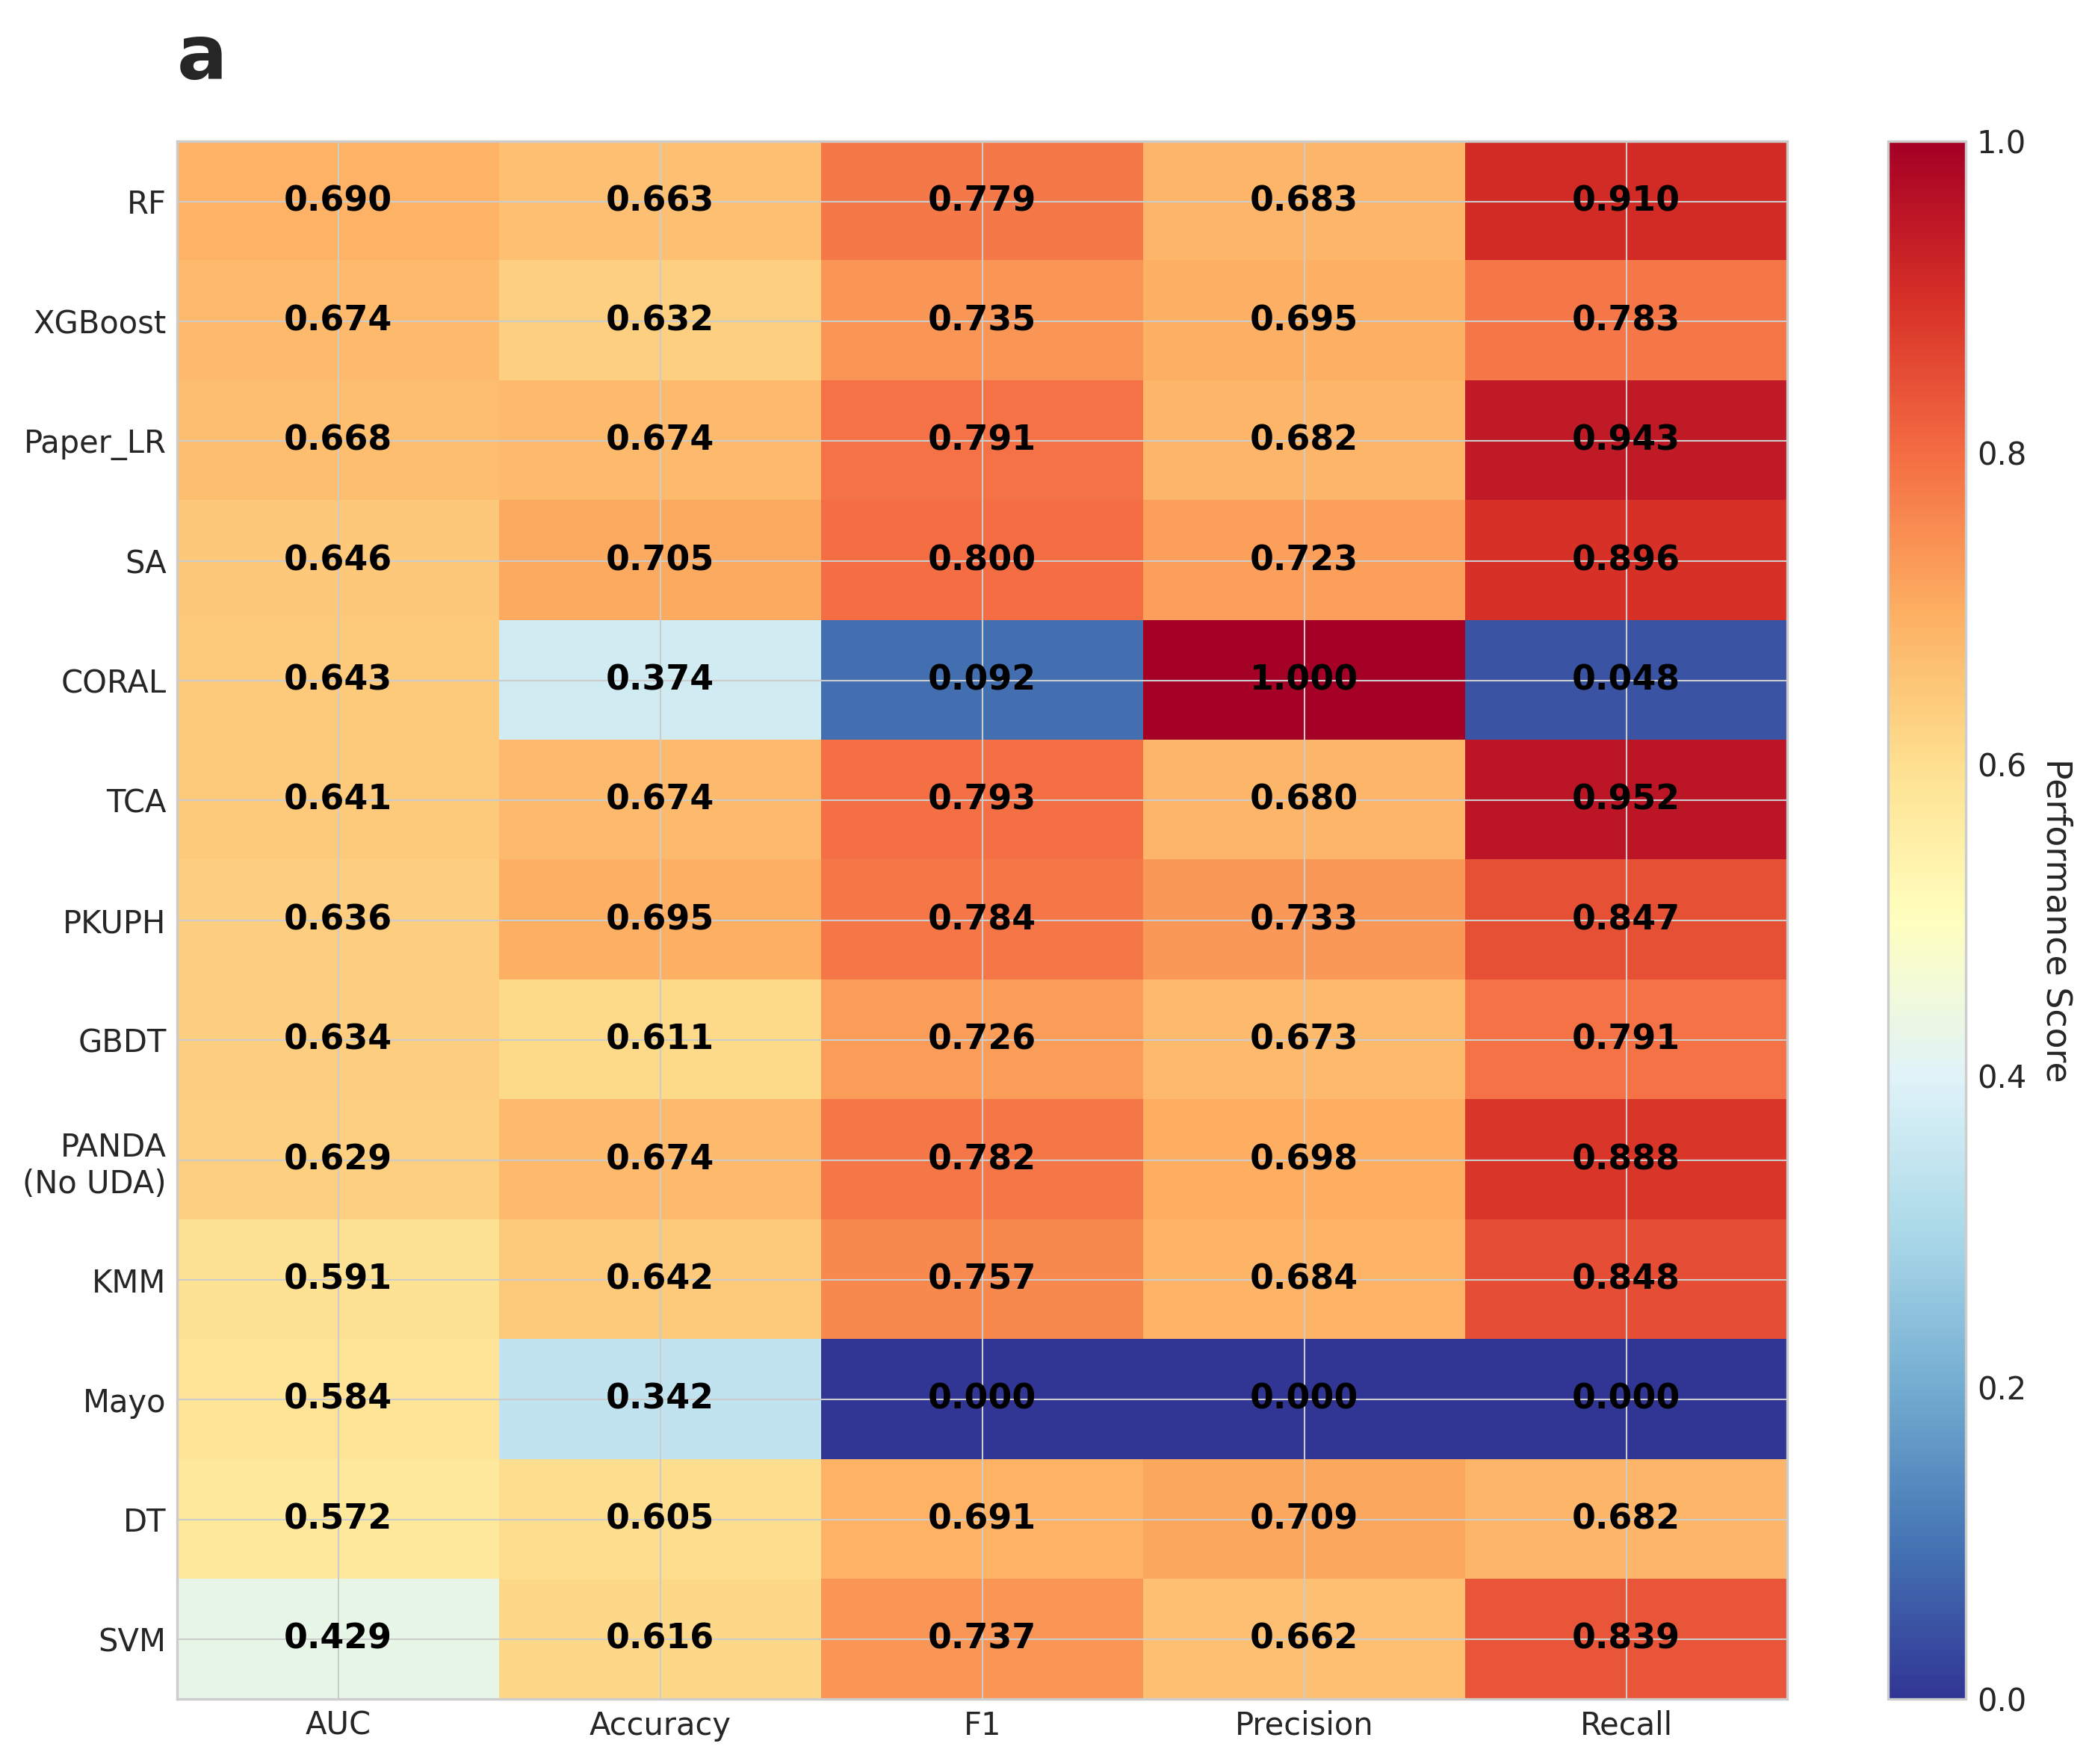 a
RF 0.690 0.663 0.779 0.683 0.910
XGBoost 0.674 0.632 0.735 0.695 0.783
Paper_LR 0.668 0.674 0.791 0.682 0.943
SA 0.646 0.705 0.800 0.723 0.896
CORAL 0.643 0.374 0.092 1.000 0.048
TCA 0.641 0.674 0.793 0.680 0.952
PKUPH 0.636 0.695 0.784 0.733 0.847
GBDT 0.634 0.611 0.726 0.673 0.791
PANDA
(No UDA) 0.629 0.674 0.782 0.698 0.888
KMM 0.591 0.642 0.757 0.684 0.848
Mayo 0.584 0.342 0.000 0.000 0.000
DT 0.572 0.605 0.691 0.709 0.682
SVM 0.429 0.616 0.737 0.662 0.839
AUC Accuracy F1 Precision Recall
1.0
0.8
0.6
0.4
0.2
0.0
Performance Score